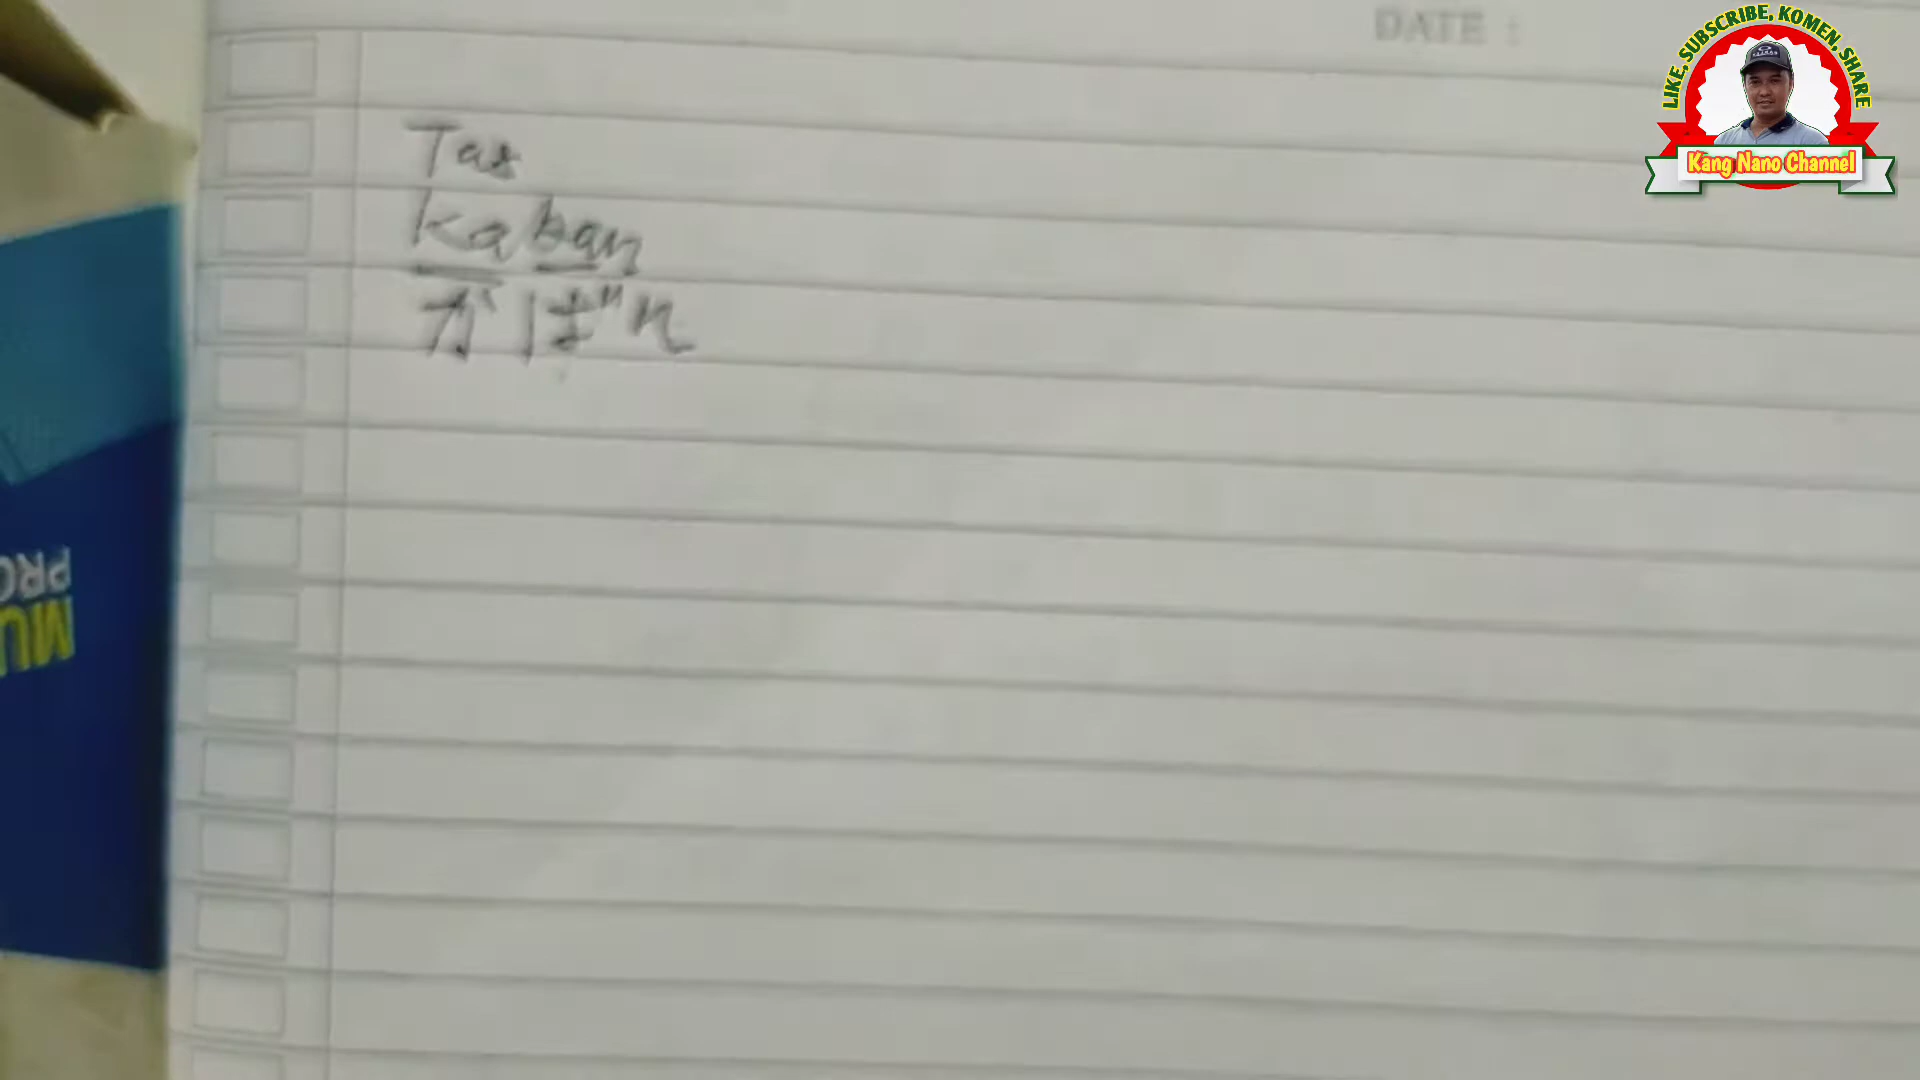 DATE :
LIKE, SUBSCRIBE, KOMEN, SHARE
Kang Nano Channel
Tas
kaban
かばん
PRO
MU